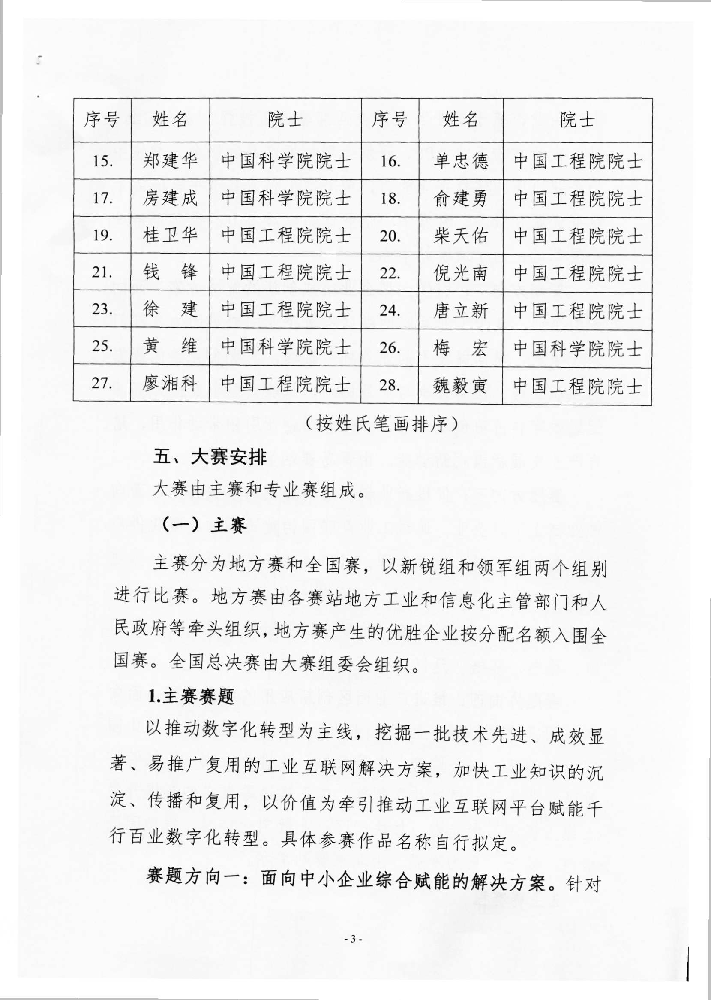 序号 姓名 院士 序号 姓名 院士
15. 郑建华 中国科学院院士 16. 单忠德 中国工程院院士
17. 房建成 中国科学院院士 18. 俞建勇 中国工程院院士
19. 桂卫华 中国工程院院士 20. 柴天佑 中国工程院院士
21. 钱 锋 中国工程院院士 22. 倪光南 中国工程院院士
23. 徐 建 中国工程院院士 24. 唐立新 中国工程院院士
25. 黄 维 中国科学院院士 26. 梅 宏 中国科学院院士
27. 廖湘科 中国工程院院士 28. 魏毅寅 中国工程院院士
（按姓氏笔画排序）
五、大赛安排
大赛由主赛和专业赛组成。
（一）主赛
主赛分为地方赛和全国赛，以新锐组和领军组两个组别
进行比赛。地方赛由各赛站地方工业和信息化主管部门和人
民政府等牵头组织，地方赛产生的优胜企业按分配名额入围全
国赛。全国总决赛由大赛组委会组织。
1.主赛赛题
以推动数字化转型为主线，挖掘一批技术先进、成效显
著、易推广复用的工业互联网解决方案，加快工业知识的沉
淀、传播和复用，以价值为牵引推动工业互联网平台赋能千
行百业数字化转型。具体参赛作品名称自行拟定。
赛题方向一：面向中小企业综合赋能的解决方案。针对
- 3 -